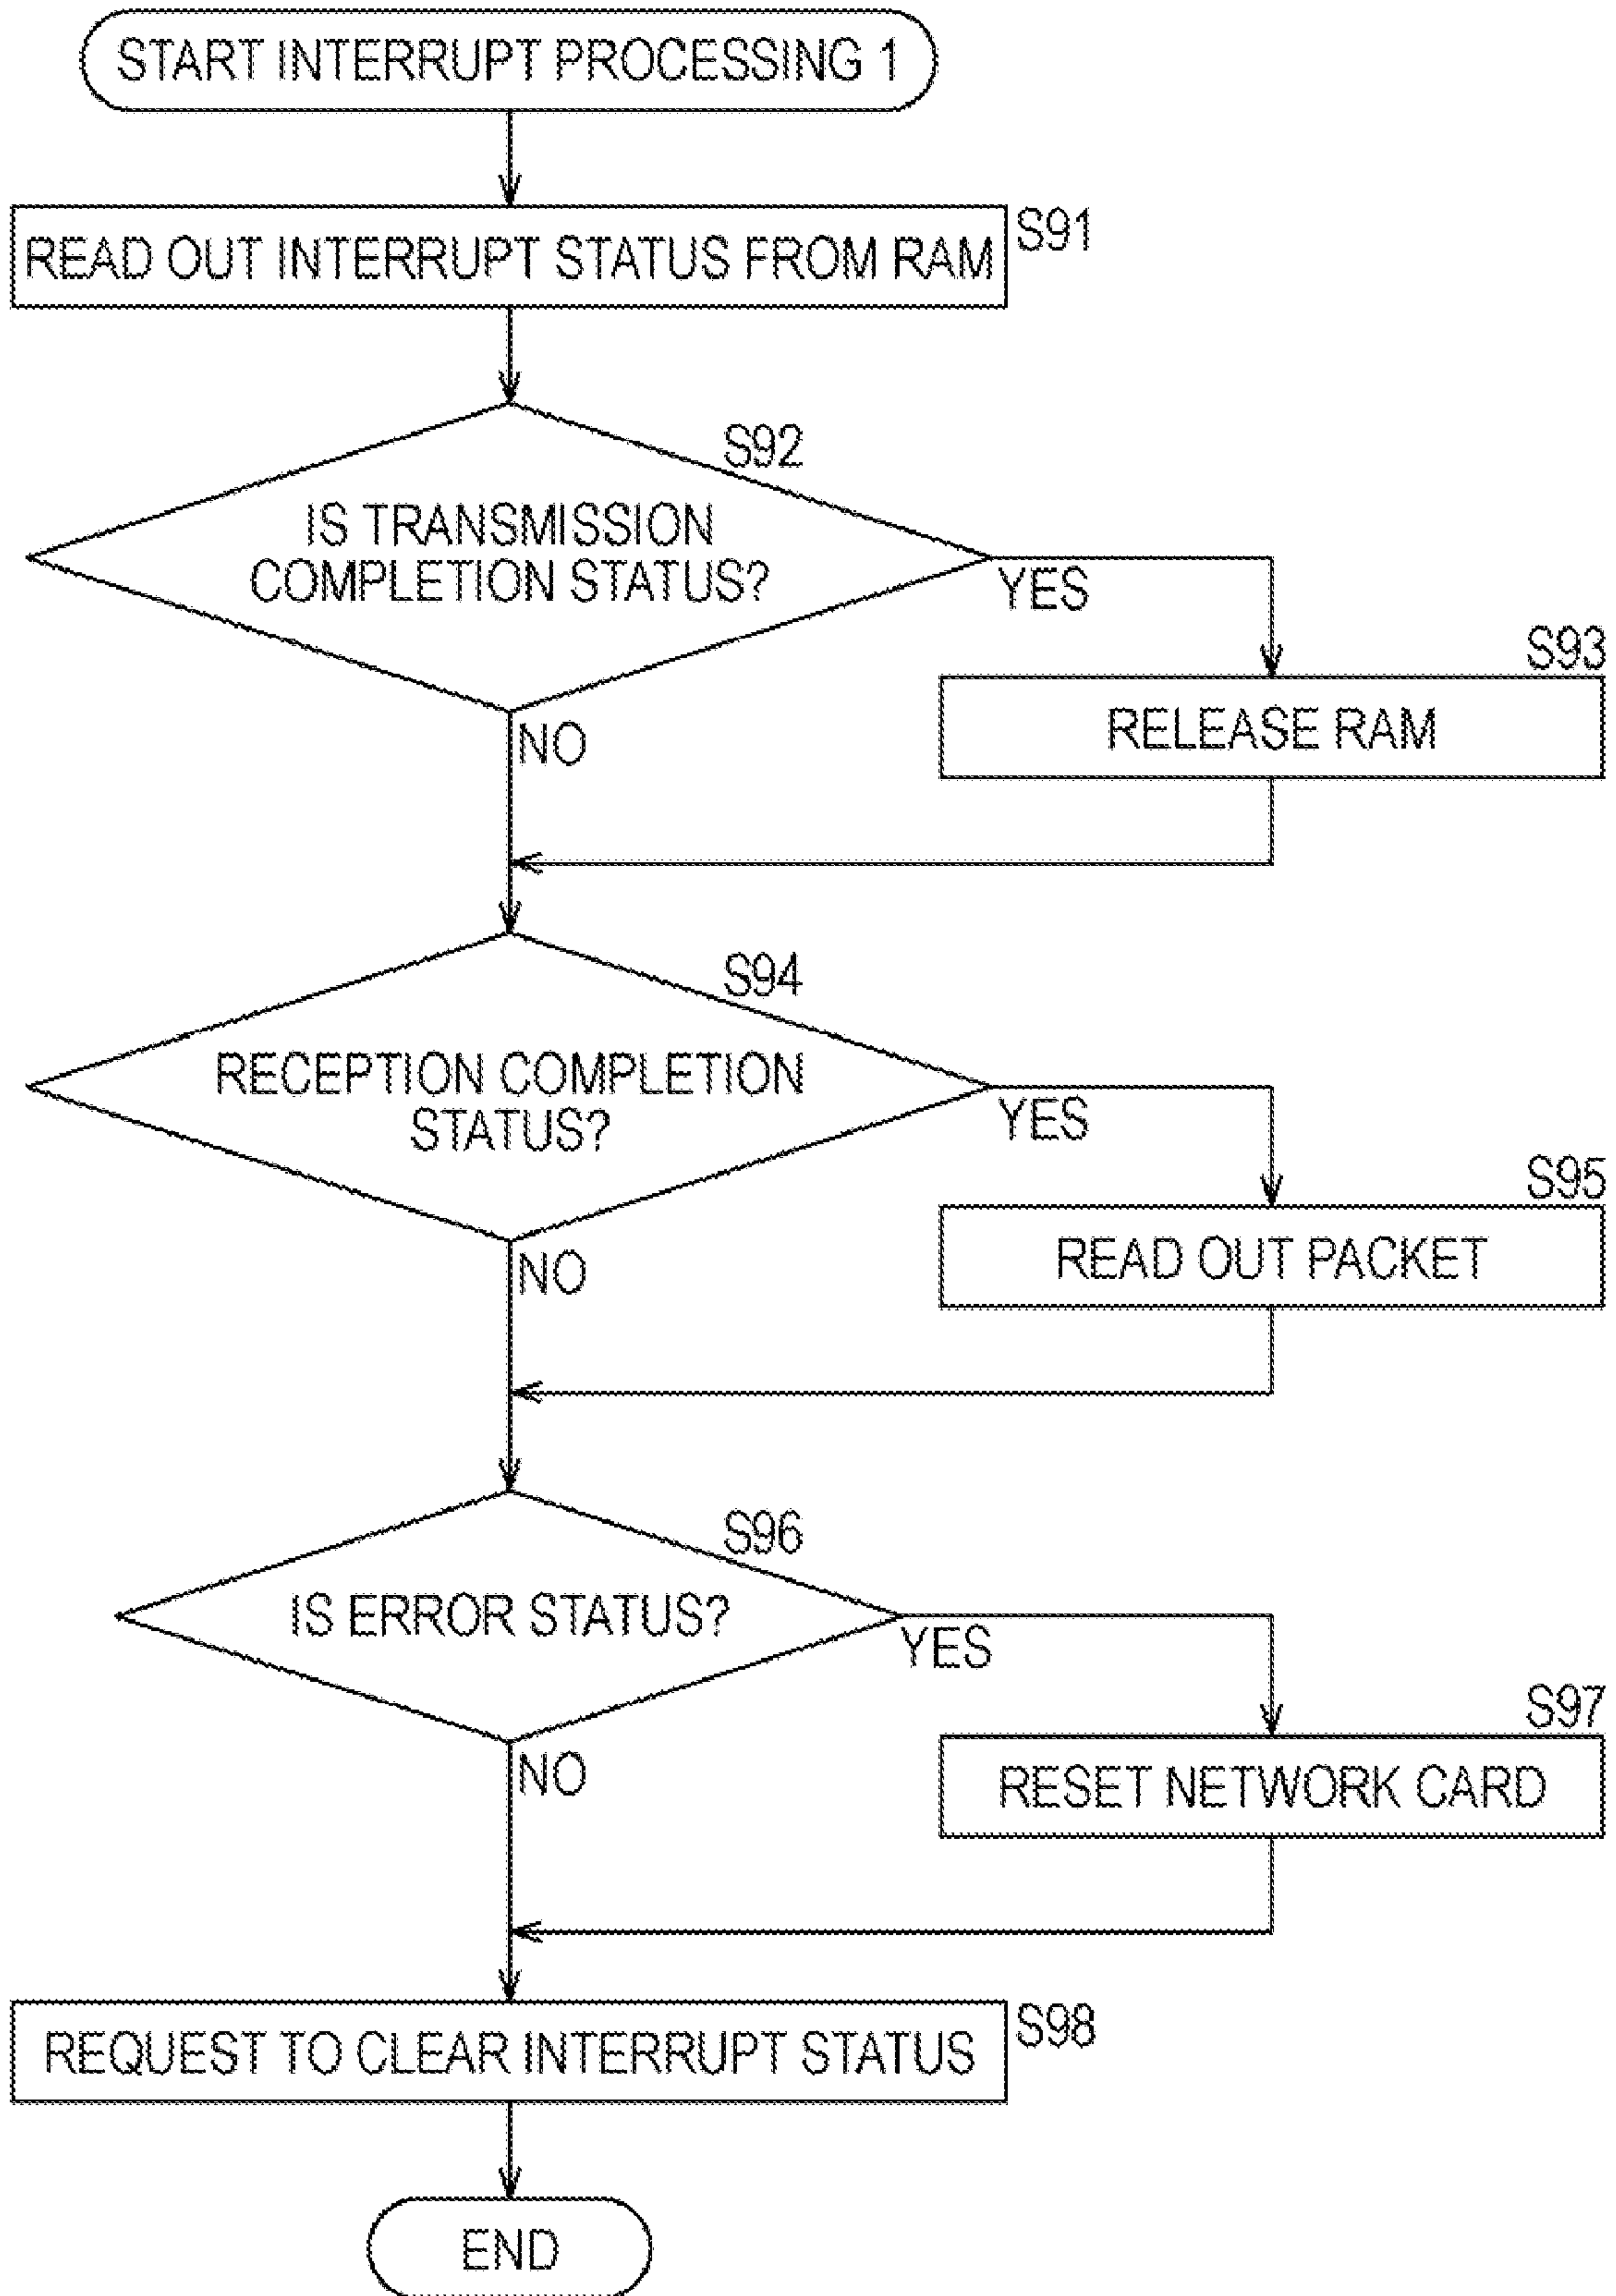 START INTERRUPT PROCESSING 1
READ OUT INTERRUPT STATUS FROM RAM
S91
S92
IS TRANSMISSION
COMPLETION STATUS?
YES
NO
S93
RELEASE RAM
S94
RECEPTION COMPLETION
STATUS?
YES
NO
S95
READ OUT PACKET
S96
IS ERROR STATUS?
YES
NO
S97
RESET NETWORK CARD
REQUEST TO CLEAR INTERRUPT STATUS
S98
END